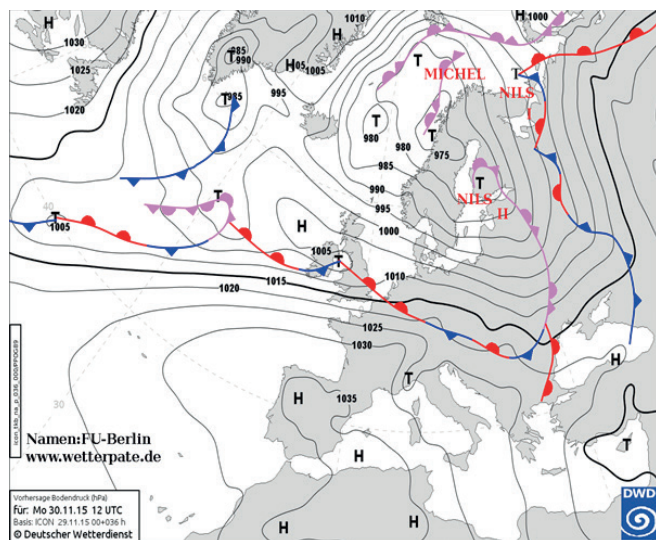 H
1030
1025
1020
1010
985
990
T
H
1005
T
985
995
T
MICHEL
H
1000
T
NILS
T
980
980
T
975
985
990
T
NILS
II
995
1000
40
T
1005
T
H
1005
T
1010
1015
1020
1025
1030
H
T
H
1035
30
H
T
H
H
Namen:FU-Berlin
www.wetterpate.de
Vorhersage Bodendruck (hPa)
für: Mo 30.11.15 12 UTC
Basis: ICON 29.11.15 00+036 h
© Deutscher Wetterdienst
DWD